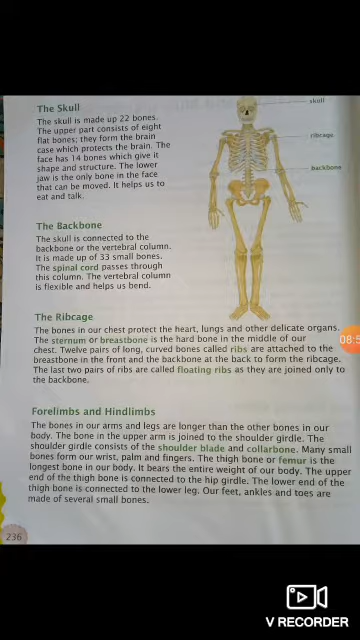 The Skull
The skull is made up 22 bones.
The upper part consists of eight
flat bones; they form the brain
case which protects the brain. The
face has 14 bones which give it
shape and structure. The lower
jaw is the only bone in the face
that can be moved. It helps us to
eat and talk.
skull
ribcage
backbone
The Backbone
The skull is connected to the
backbone or the vertebral column.
It is made up of 33 small bones.
The spinal cord passes through
this column. The vertebral column
is flexible and helps us bend.
The Ribcage
The bones in our chest protect the heart, lungs and other delicate organs.
The sternum or breastbone is the hard bone in the middle of our
chest. Twelve pairs of long, curved bones called ribs are attached to the
breastbone in the front and the backbone at the back to form the ribcage.
The last two pairs of ribs are called floating ribs as they are joined only to
the backbone.
08:5
Forelimbs and Hindlimbs
The bones in our arms and legs are longer than the other bones in our
body. The bone in the upper arm is joined to the shoulder girdle. The
shoulder girdle consists of the shoulder blade and collarbone. Many small
bones form our wrist, palm and fingers. The thigh bone or femur is the
longest bone in our body. It bears the entire weight of our body. The upper
end of the thigh bone is connected to the hip girdle. The lower end of the
thigh bone is connected to the lower leg. Our feet, ankles and toes are
made of several small bones.
236
V RECORDER